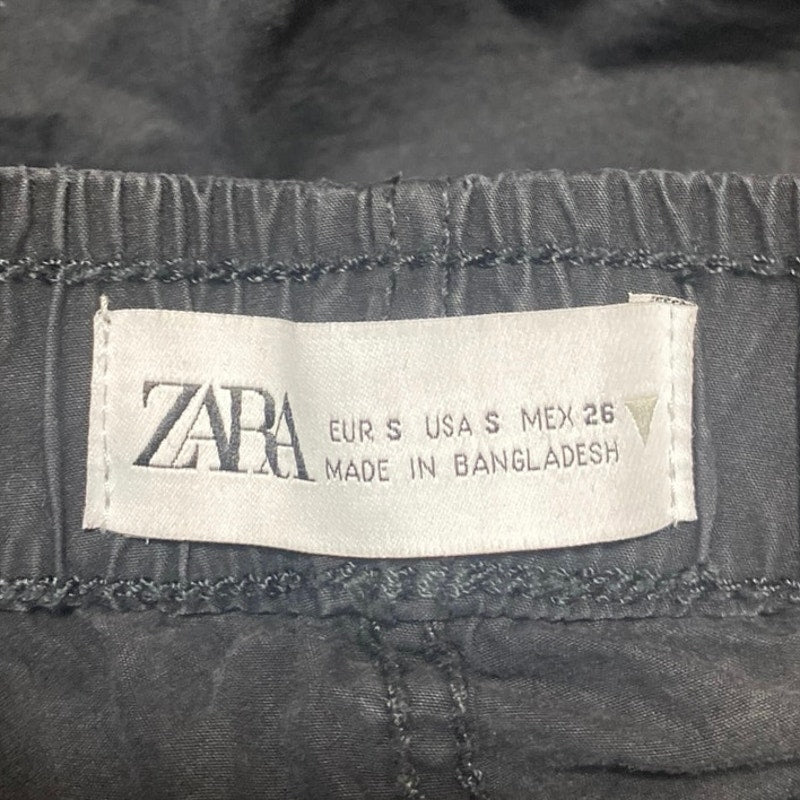 ZARA
EUR S USA S MEX 26
MADE IN BANGLADESH